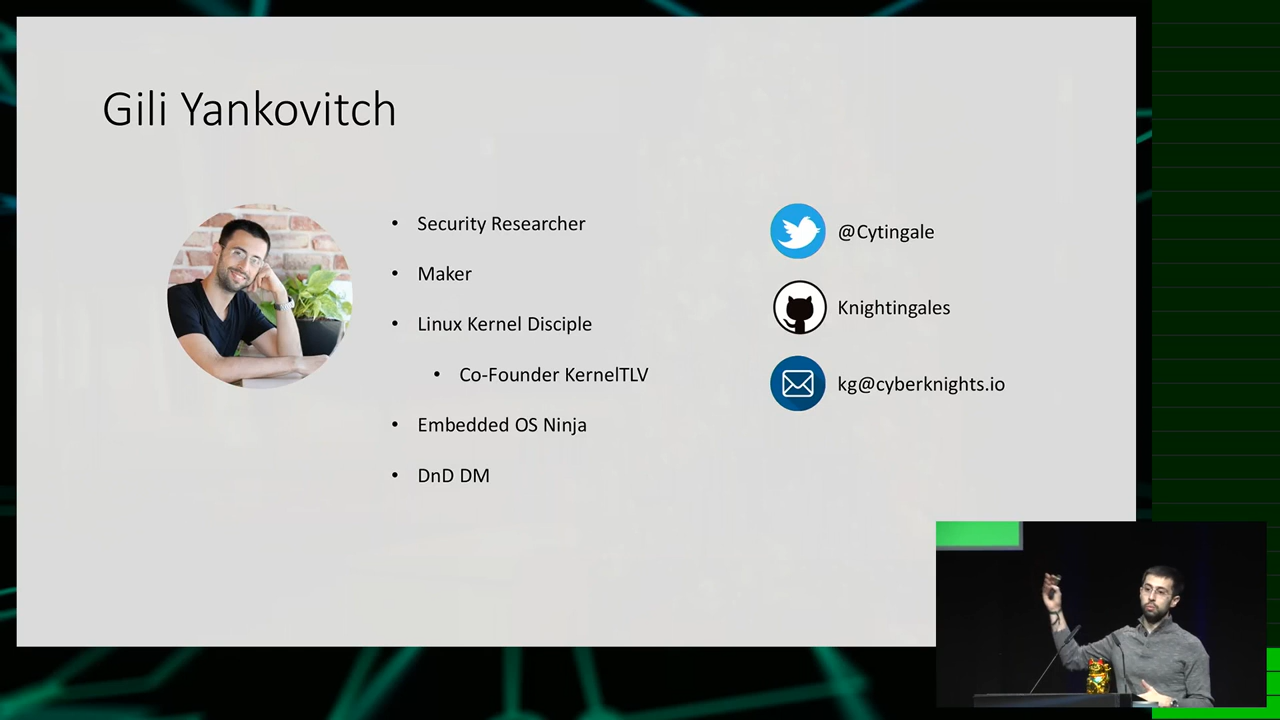 Gili Yankovitch
• Security Researcher
• Maker
• Linux Kernel Disciple
• Co-Founder KernelTLV
• Embedded OS Ninja
• DnD DM
@Cytingale
Knightingales
kg@cyberknights.io